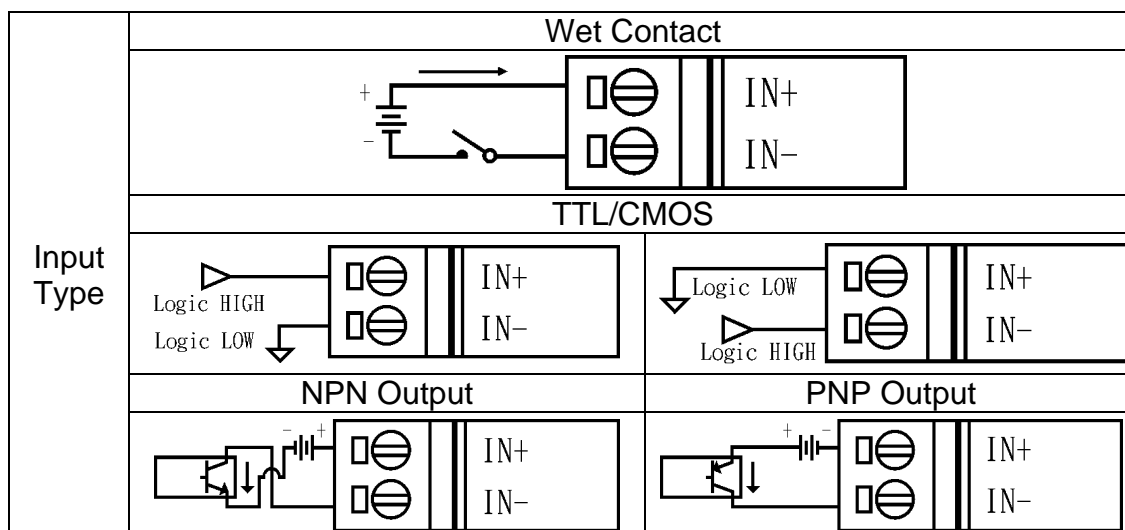 Input
Type
Wet Contact
+
-
IN+
IN-
TTL/CMOS
Logic HIGH
Logic LOW
IN+
IN-
Logic LOW
Logic HIGH
IN+
IN-
NPN Output
PNP Output
- +
IN+
IN-
+ -
IN+
IN-